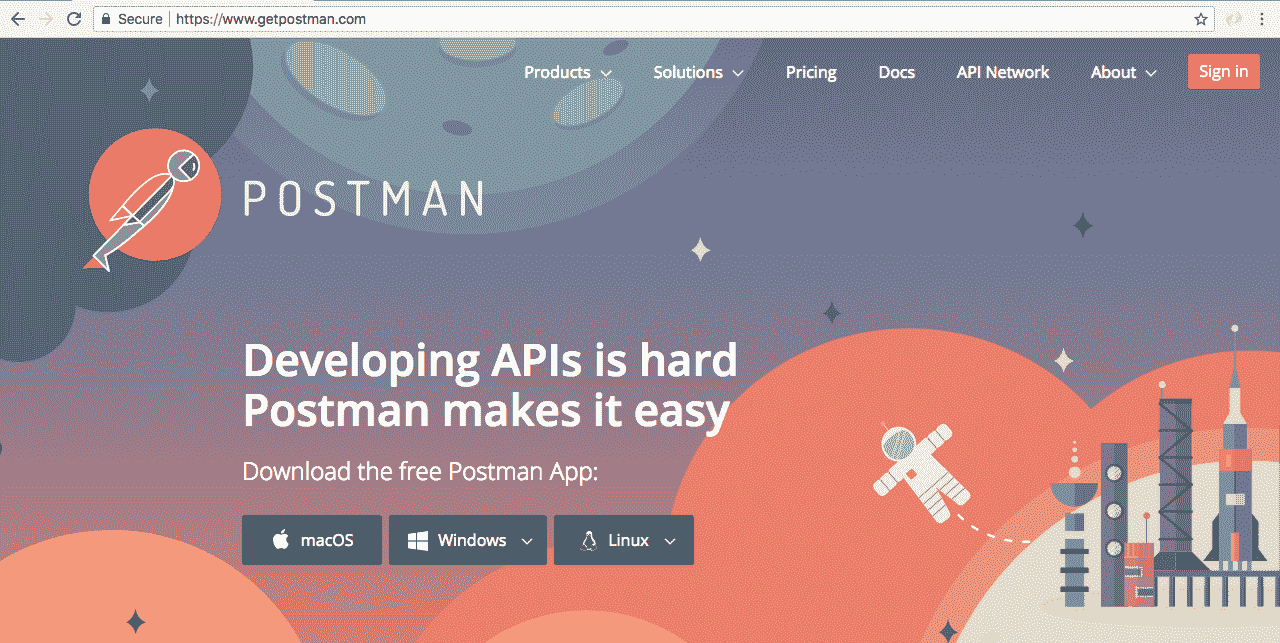 Secure | https://www.getpostman.com
Products Solutions Pricing Docs API Network About Sign in
POSTMAN
Developing APIs is hard
Postman makes it easy
Download the free Postman App:
macOS Windows Linux